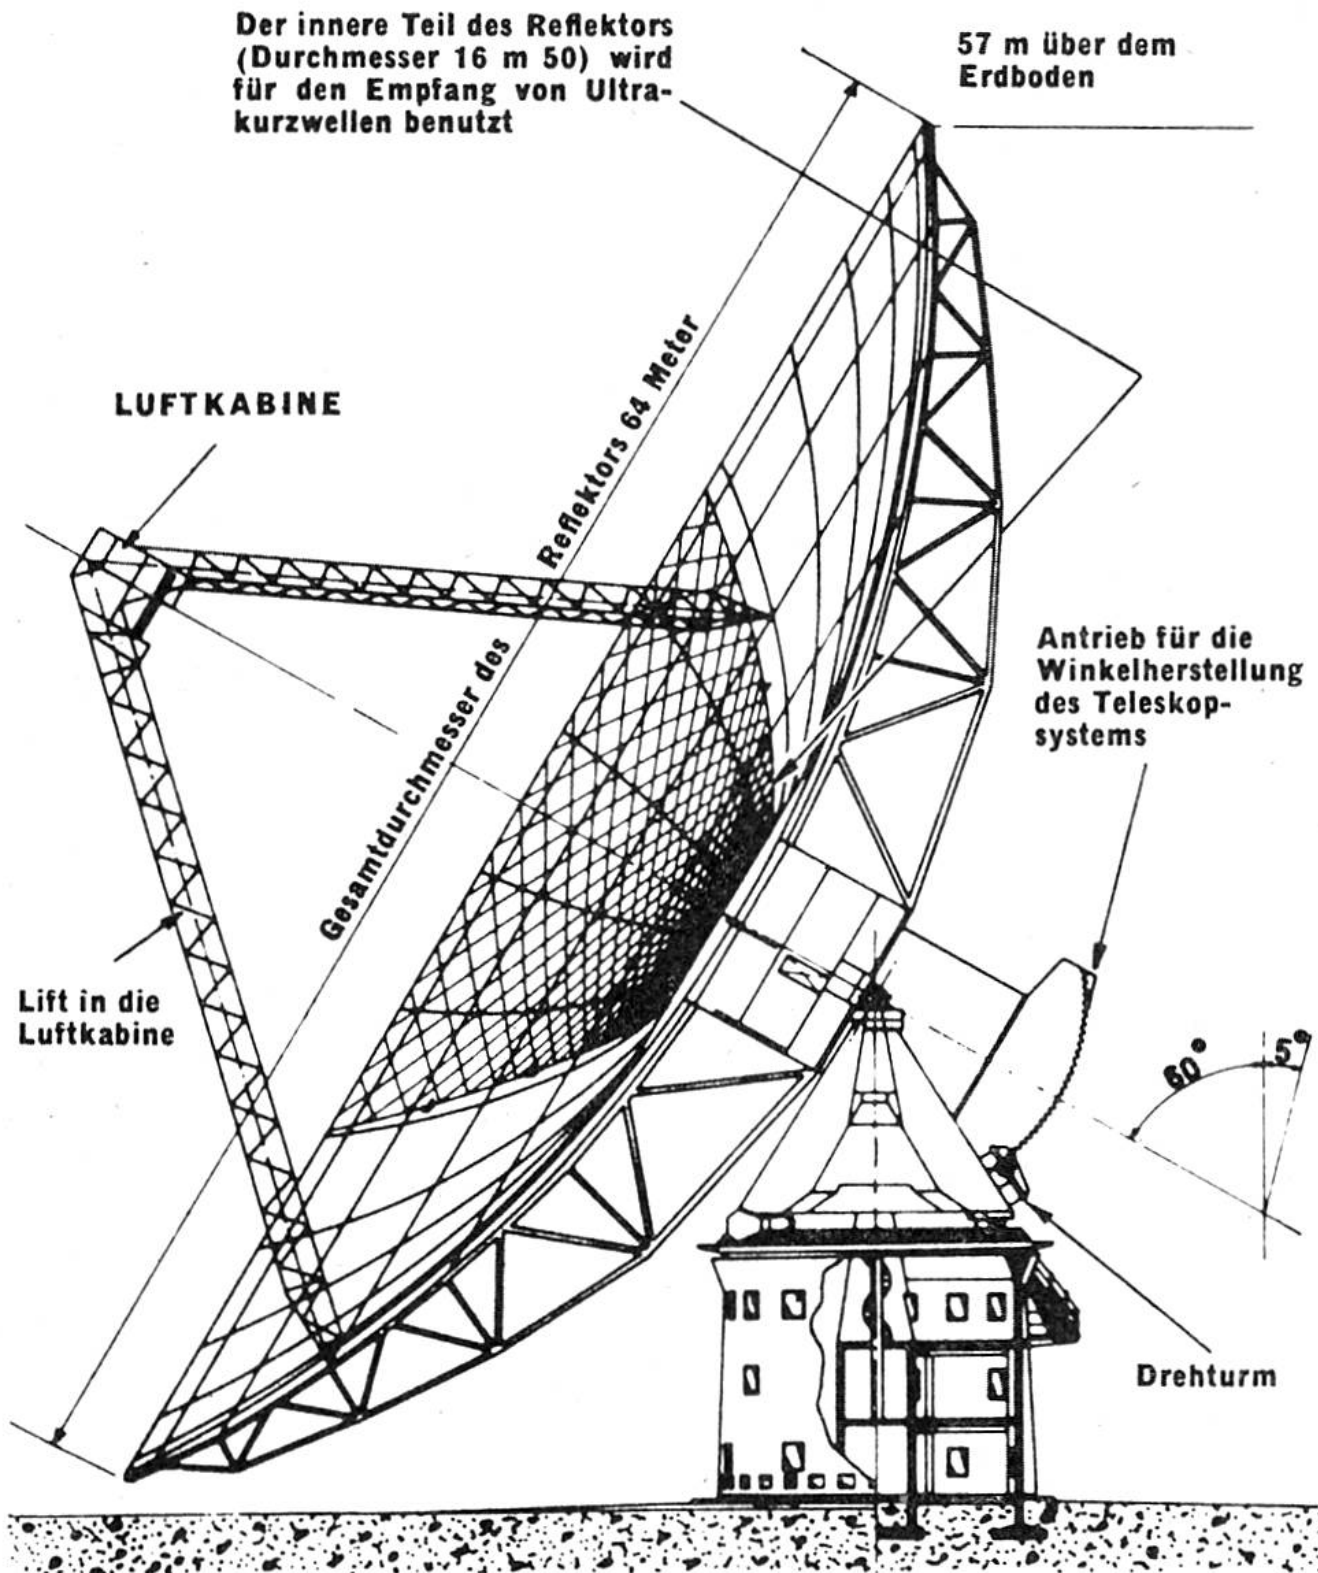 Der innere Teil des Reflektors
(Durchmesser 16 m 50) wird
für den Empfang von Ultra-
kurzwellen benutzt
57 m über dem
Erdboden
LUFTKABINE
Gesamtdurchmesser des Reflektors 64 Meter
Antrieb für die
Winkelherstellung
des Teleskop-
systems
Lift in die
Luftkabine
60°
5°
Drehturm